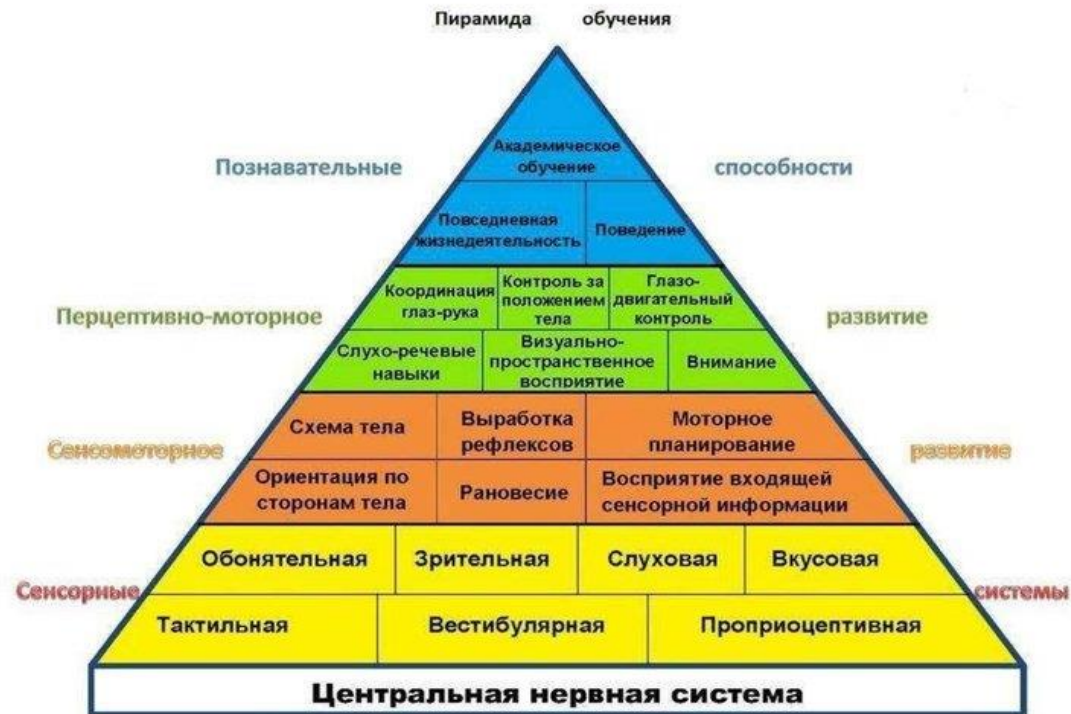 Пирамида обучения
Академическое
обучение
Познавательные способности
Повседневная
жизнедеятельность
Поведение
Координация
глаз-рука
Контроль за
положением
тела
Глазо-
двигательный
контроль
Перцептивно-моторное развитие
Слухо-речевые
навыки
Визуально-
пространственное
восприятие
Внимание
Схема тела
Выработка
рефлексов
Моторное
планирование
Сенсомоторное развитие
Ориентация по
сторонам тела
Рановесие
Восприятие входящей
сенсорной информации
Обонятельная
Зрительная
Слуховая
Вкусовая
Сенсорные системы
Тактильная
Вестибулярная
Проприоцептивная
Центральная нервная система